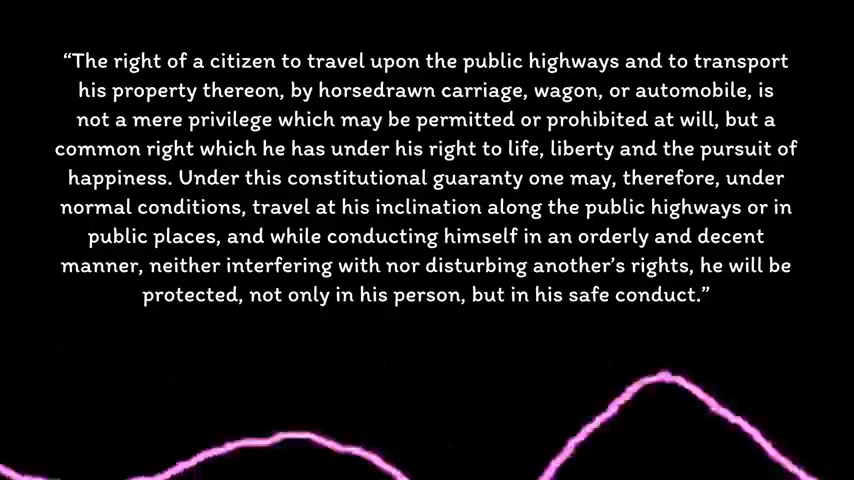 “The right of a citizen to travel upon the public highways and to transport
his property thereon, by horsedrawn carriage, wagon, or automobile, is
not a mere privilege which may be permitted or prohibited at will, but a
common right which he has under his right to life, liberty and the pursuit of
happiness. Under this constitutional guaranty one may, therefore, under
normal conditions, travel at his inclination along the public highways or in
public places, and while conducting himself in an orderly and decent
manner, neither interfering with nor disturbing another’s rights, he will be
protected, not only in his person, but in his safe conduct.”